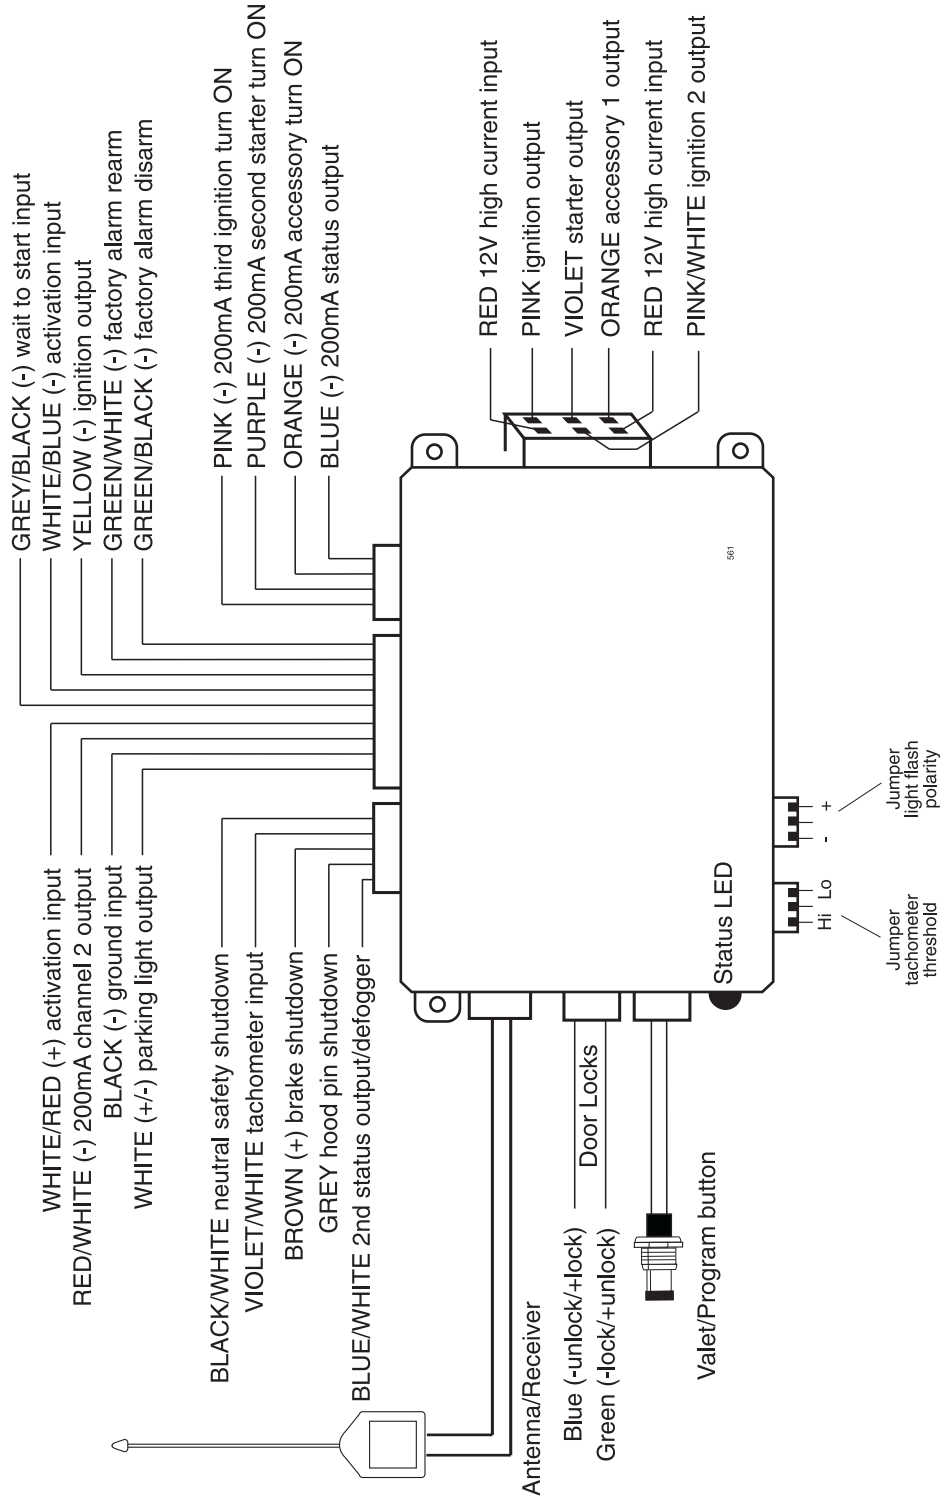 WHITE/RED (+) activation input
RED/WHITE (-) 200mA channel 2 output
BLACK (-) ground input
WHITE (+/-) parking light output
GREY/BLACK (-) wait to start input
WHITE/BLUE (-) activation input
YELLOW (-) ignition output
GREEN/WHITE (-) factory alarm rearm
GREEN/BLACK (-) factory alarm disarm
BLACK/WHITE neutral safety shutdown
VIOLET/WHITE tachometer input
BROWN (+) brake shutdown
GREY hood pin shutdown
BLUE/WHITE 2nd status output/defogger
PINK (-) 200mA third ignition turn ON
PURPLE (-) 200mA second starter turn ON
ORANGE (-) 200mA accessory turn ON
BLUE (-) 200mA status output
RED 12V high current input
PINK ignition output
VIOLET starter output
ORANGE accessory 1 output
RED 12V high current input
PINK/WHITE ignition 2 output
Antenna/Receiver
Blue (-unlock/+lock)
Door Locks
Green (-lock/+unlock)
Valet/Program button
Status LED
561
Hi Lo
- +
Jumper
tachometer
threshold
Jumper
light flash
polarity